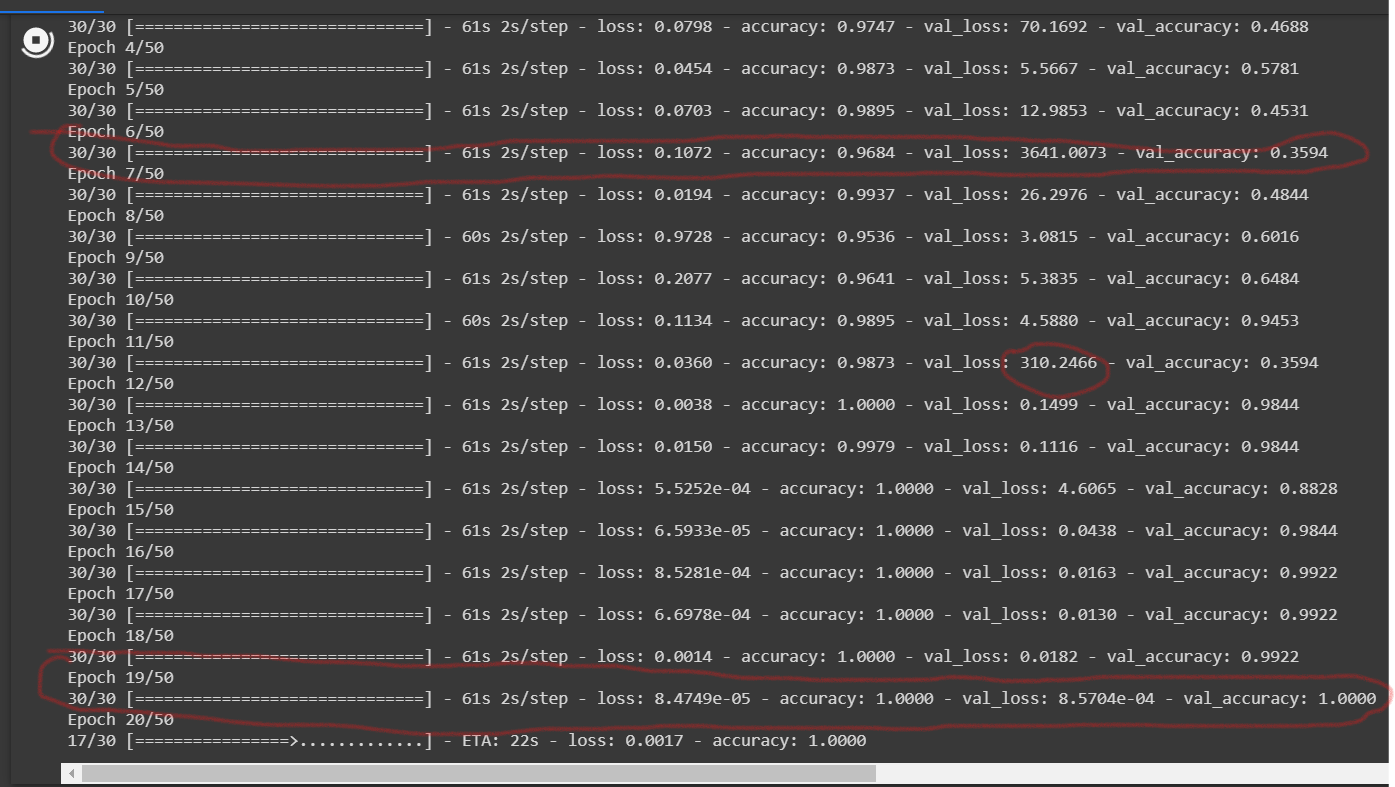 30/30 [==============================] - 61s 2s/step - loss: 0.0798 - accuracy: 0.9747 - val_loss: 70.1692 - val_accuracy: 0.4688
Epoch 4/50
30/30 [==============================] - 61s 2s/step - loss: 0.0454 - accuracy: 0.9873 - val_loss: 5.5667 - val_accuracy: 0.5781
Epoch 5/50
30/30 [==============================] - 61s 2s/step - loss: 0.0703 - accuracy: 0.9895 - val_loss: 12.9853 - val_accuracy: 0.4531
Epoch 6/50
30/30 [==============================] - 61s 2s/step - loss: 0.1072 - accuracy: 0.9684 - val_loss: 3641.0073 - val_accuracy: 0.3594
Epoch 7/50
30/30 [==============================] - 61s 2s/step - loss: 0.0194 - accuracy: 0.9937 - val_loss: 26.2976 - val_accuracy: 0.4844
Epoch 8/50
30/30 [==============================] - 60s 2s/step - loss: 0.9728 - accuracy: 0.9536 - val_loss: 3.0815 - val_accuracy: 0.6016
Epoch 9/50
30/30 [==============================] - 61s 2s/step - loss: 0.2077 - accuracy: 0.9641 - val_loss: 5.3835 - val_accuracy: 0.6484
Epoch 10/50
30/30 [==============================] - 60s 2s/step - loss: 0.1134 - accuracy: 0.9895 - val_loss: 4.5880 - val_accuracy: 0.9453
Epoch 11/50
30/30 [==============================] - 61s 2s/step - loss: 0.0360 - accuracy: 0.9873 - val_loss: 310.2466 - val_accuracy: 0.3594
Epoch 12/50
30/30 [==============================] - 61s 2s/step - loss: 0.0038 - accuracy: 1.0000 - val_loss: 0.1499 - val_accuracy: 0.9844
Epoch 13/50
30/30 [==============================] - 61s 2s/step - loss: 0.0150 - accuracy: 0.9979 - val_loss: 0.1116 - val_accuracy: 0.9844
Epoch 14/50
30/30 [==============================] - 61s 2s/step - loss: 5.5252e-04 - accuracy: 1.0000 - val_loss: 4.6065 - val_accuracy: 0.8828
Epoch 15/50
30/30 [==============================] - 61s 2s/step - loss: 6.5933e-05 - accuracy: 1.0000 - val_loss: 0.0438 - val_accuracy: 0.9844
Epoch 16/50
30/30 [==============================] - 61s 2s/step - loss: 8.5281e-04 - accuracy: 1.0000 - val_loss: 0.0163 - val_accuracy: 0.9922
Epoch 17/50
30/30 [==============================] - 61s 2s/step - loss: 6.6978e-04 - accuracy: 1.0000 - val_loss: 0.0130 - val_accuracy: 0.9922
Epoch 18/50
30/30 [==============================] - 61s 2s/step - loss: 0.0014 - accuracy: 1.0000 - val_loss: 0.0182 - val_accuracy: 0.9922
Epoch 19/50
30/30 [==============================] - 61s 2s/step - loss: 8.4749e-05 - accuracy: 1.0000 - val_loss: 8.5704e-04 - val_accuracy: 1.0000
Epoch 20/50
17/30 [================>.............] - ETA: 22s - loss: 0.0017 - accuracy: 1.0000